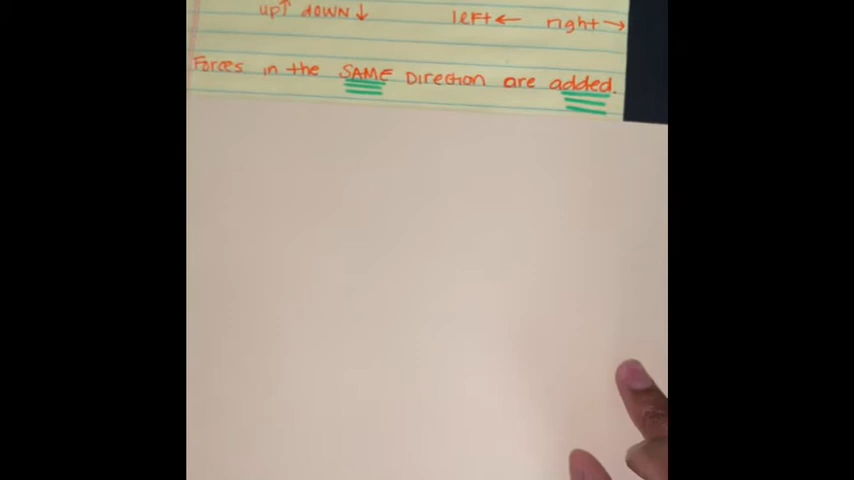 up↑ down↓ left← right→
Forces in the SAME Direction are added.